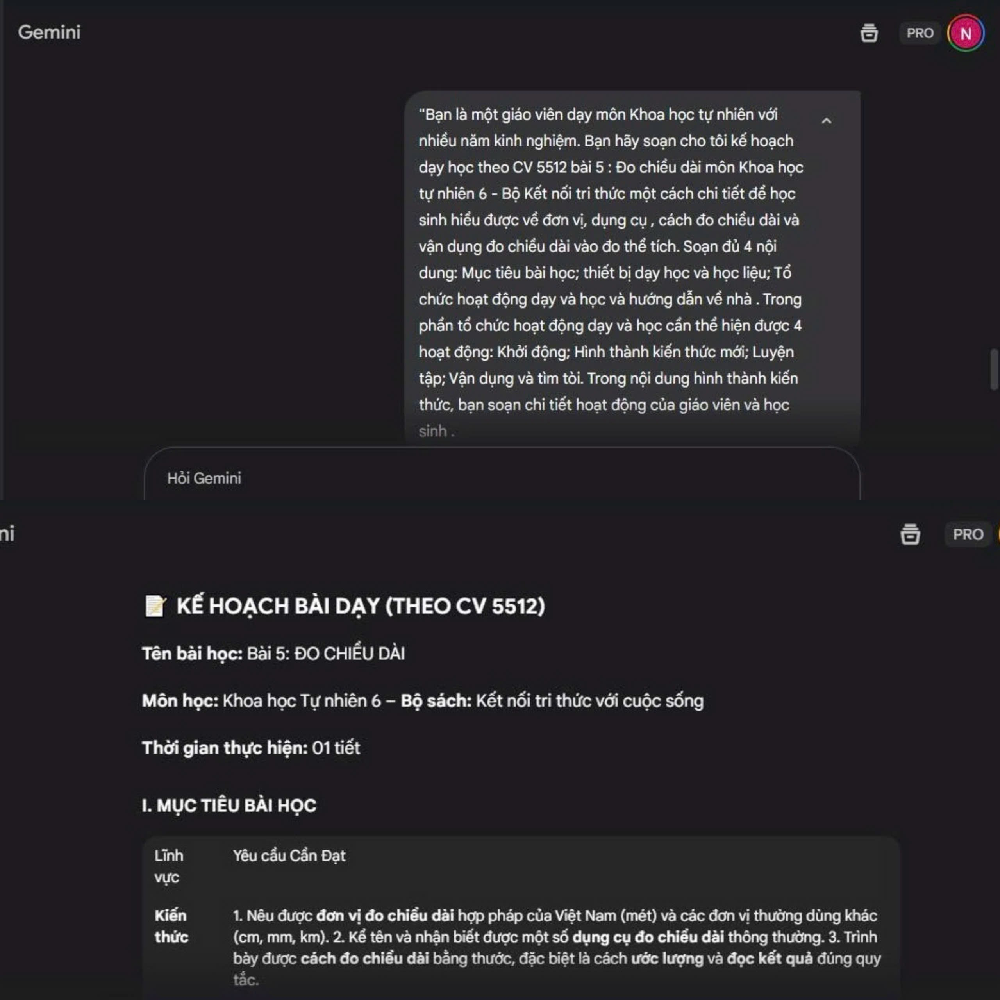 Gemini
PRO
N
"Bạn là một giáo viên dạy môn Khoa học tự nhiên với
nhiều năm kinh nghiệm. Bạn hãy soạn cho tôi kế hoạch
dạy học theo CV 5512 bài 5 : Đo chiều dài môn Khoa học
tự nhiên 6 - Bộ Kết nối tri thức một cách chi tiết để học
sinh hiểu được về đơn vị, dụng cụ , cách đo chiều dài và
vận dụng đo chiều dài vào đo thể tích. Soạn đủ 4 nội
dung: Mục tiêu bài học; thiết bị dạy học và học liệu; Tổ
chức hoạt động dạy và học và hướng dẫn về nhà . Trong
phần tổ chức hoạt động dạy và học cần thể hiện được 4
hoạt động: Khởi động; Hình thành kiến thức mới; Luyện
tập; Vận dụng và tìm tòi. Trong nội dung hình thành kiến
thức, bạn soạn chi tiết hoạt động của giáo viên và học
sinh .
Hỏi Gemini
ni
PRO
KẾ HOẠCH BÀI DẠY (THEO CV 5512)
Tên bài học: Bài 5: ĐO CHIỀU DÀI
Môn học: Khoa học Tự nhiên 6 – Bộ sách: Kết nối tri thức với cuộc sống
Thời gian thực hiện: 01 tiết
I. MỤC TIÊU BÀI HỌC
Lĩnh vực
Yêu cầu Cần Đạt
Kiến thức
1. Nêu được đơn vị đo chiều dài hợp pháp của Việt Nam (mét) và các đơn vị thường dùng khác
(cm, mm, km). 2. Kể tên và nhận biết được một số dụng cụ đo chiều dài thông thường. 3. Trình
bày được cách đo chiều dài bằng thước, đặc biệt là cách ước lượng và đọc kết quả đúng quy
tắc.